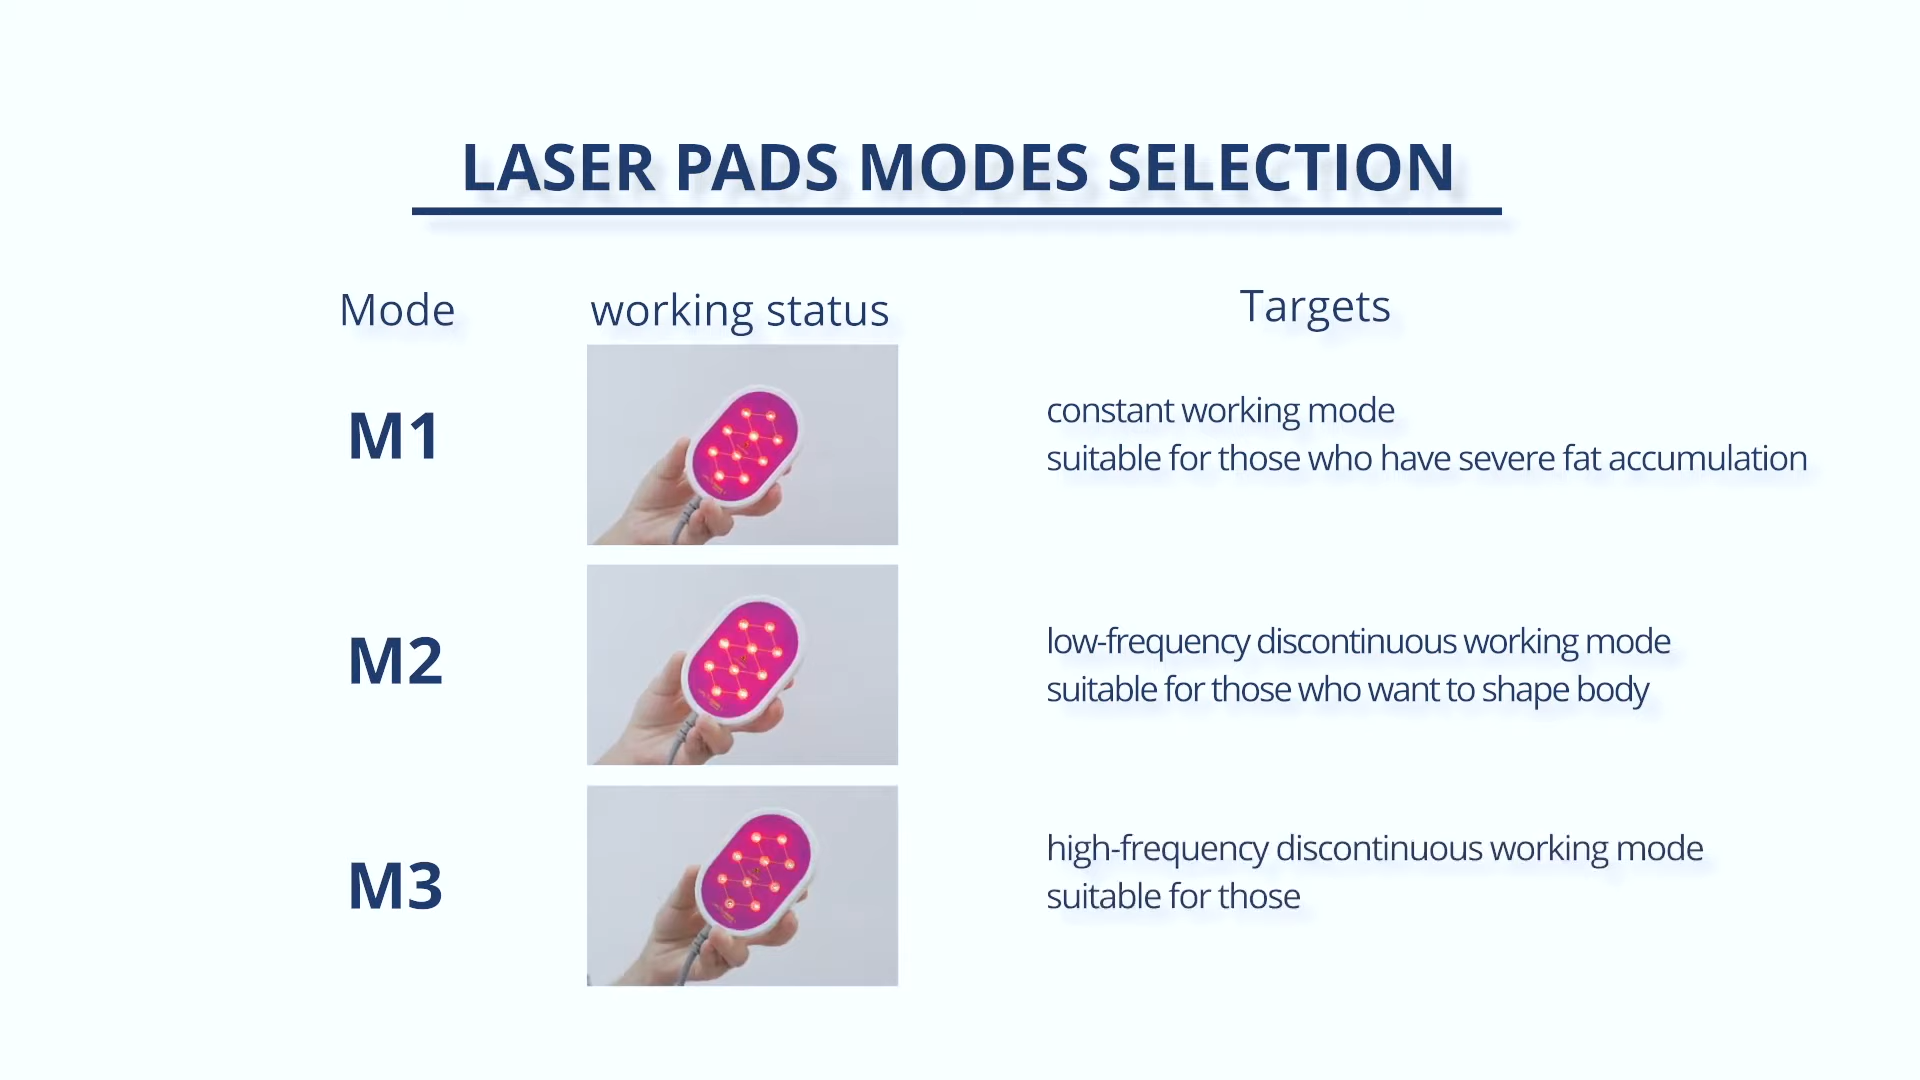 LASER PADS MODES SELECTION
Mode working status Targets
M1
constant working mode
suitable for those who have severe fat accumulation
M2
low-frequency discontinuous working mode
suitable for those who want to shape body
M3
high-frequency discontinuous working mode
suitable for those